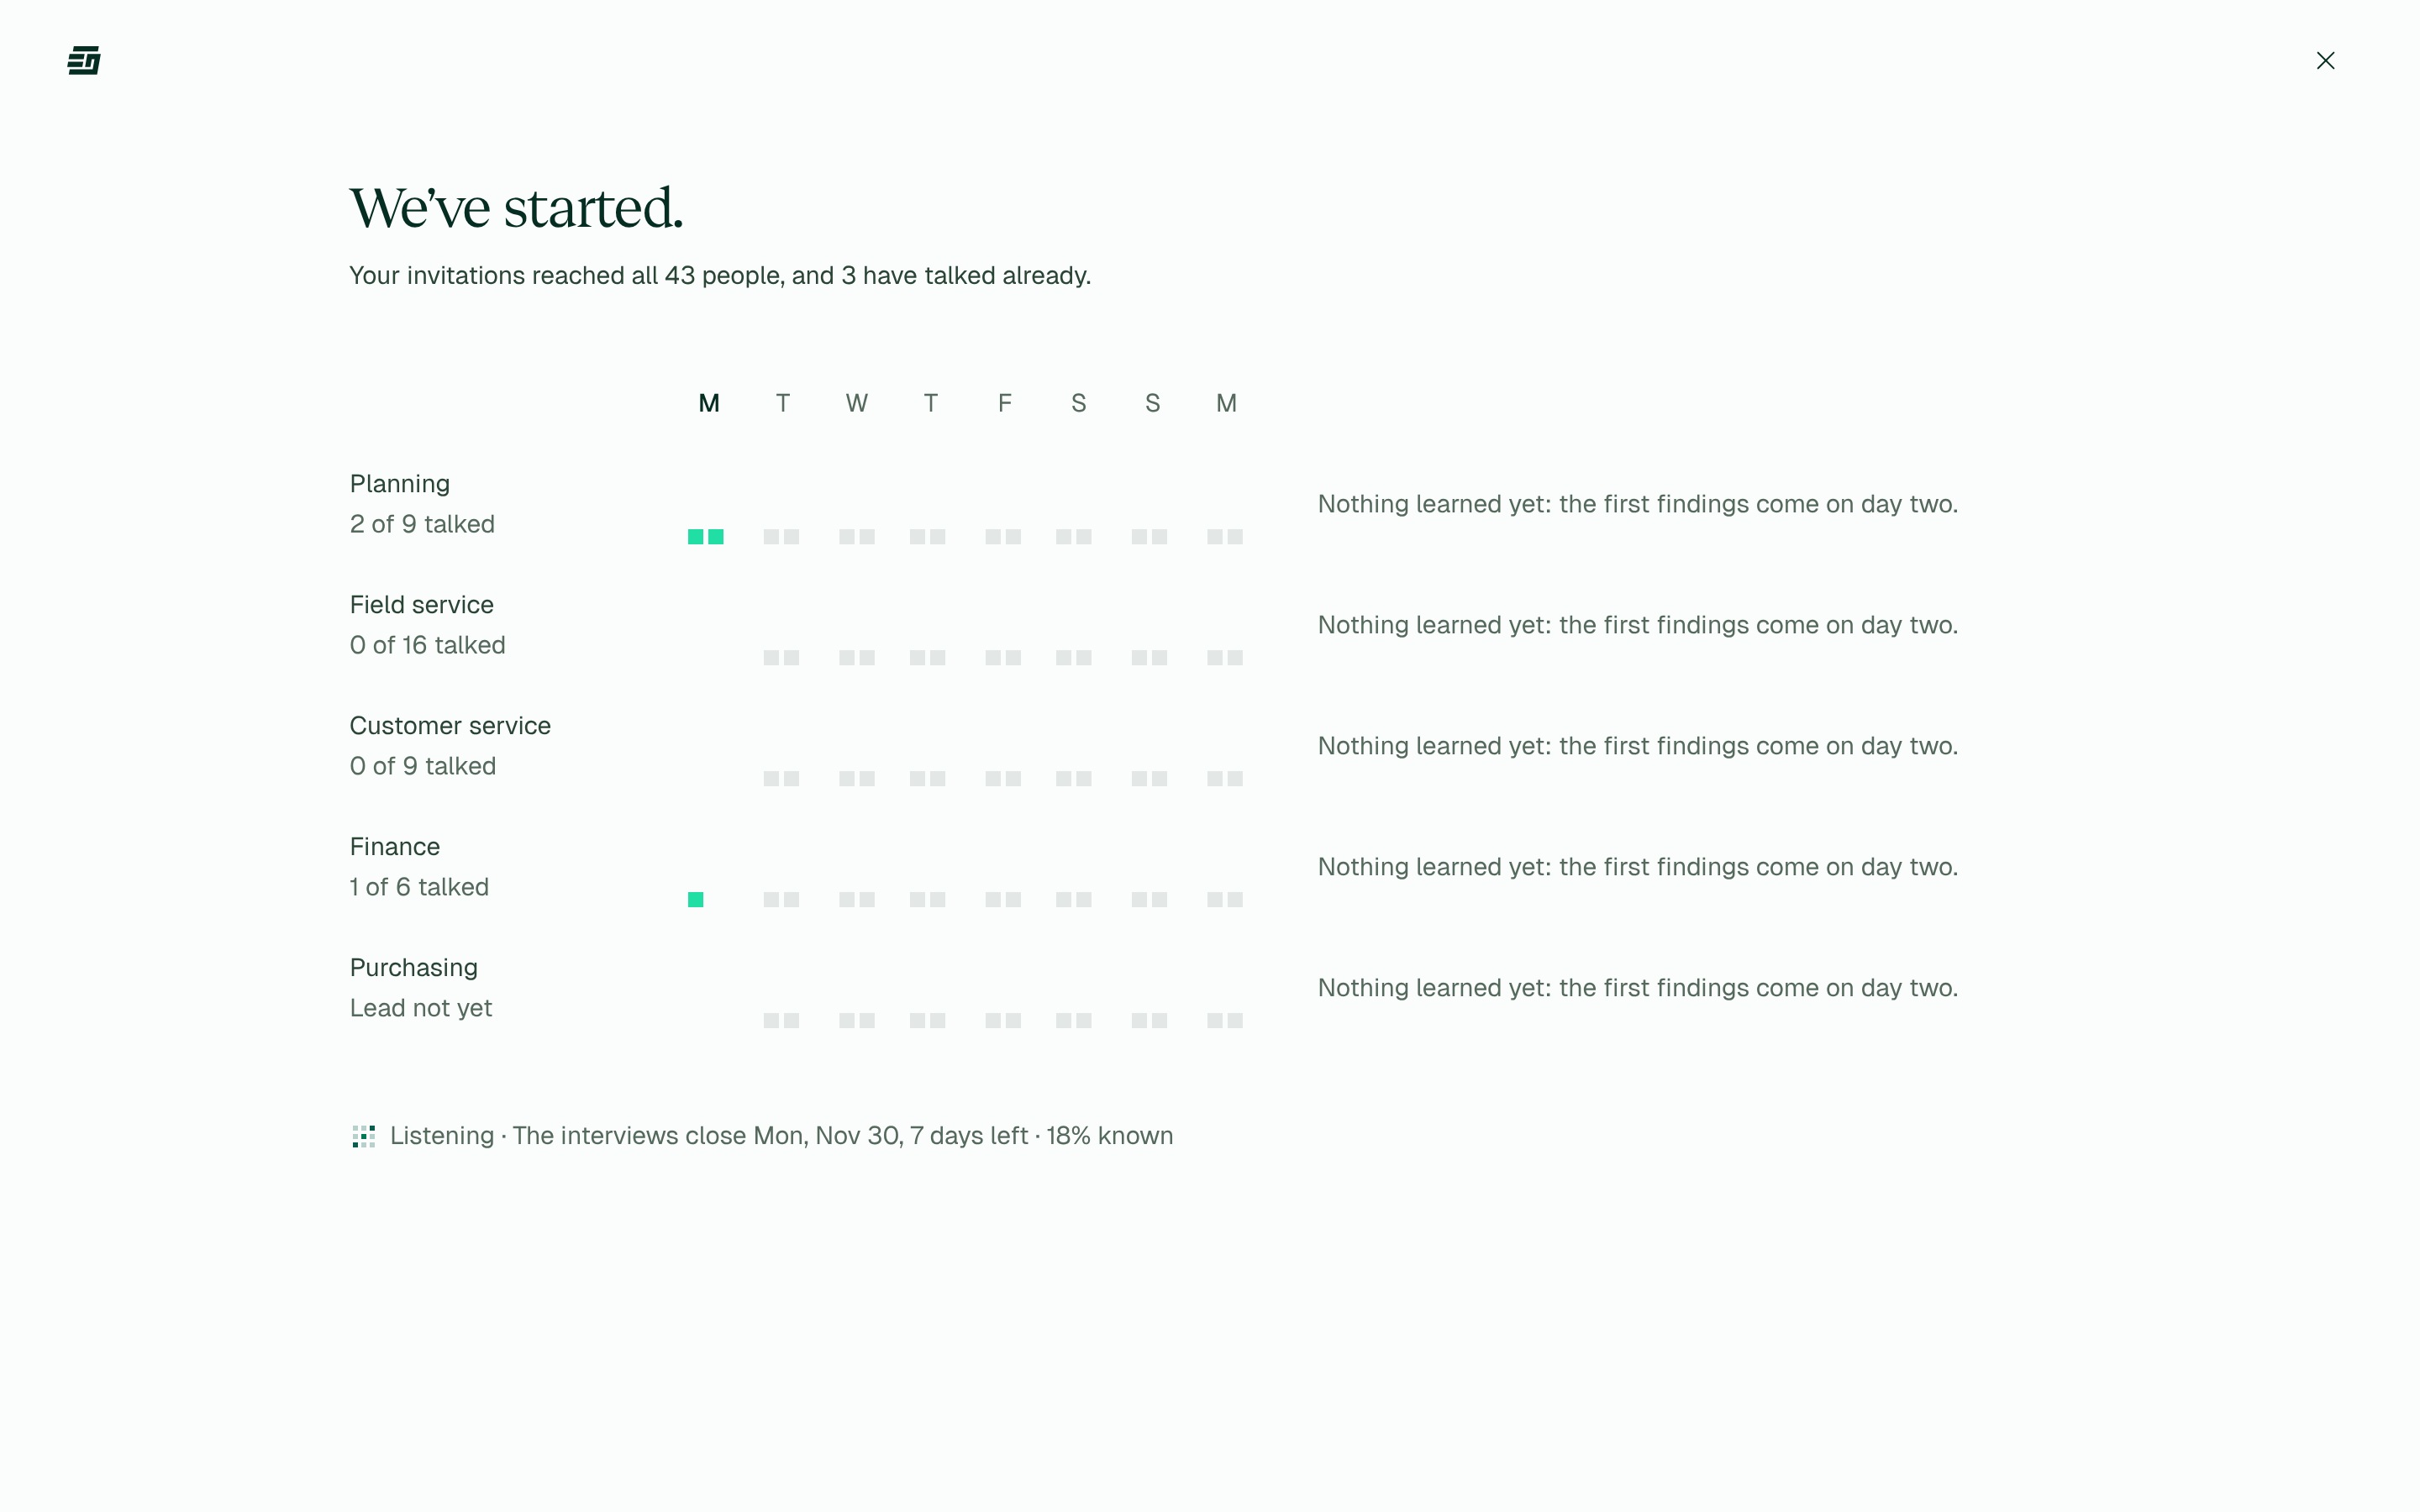 We’ve started.
Your invitations reached all 43 people, and 3 have talked already.
M T W T F S S M
Planning
2 of 9 talked
Nothing learned yet: the first findings come on day two.
Field service
0 of 16 talked
Nothing learned yet: the first findings come on day two.
Customer service
0 of 9 talked
Nothing learned yet: the first findings come on day two.
Finance
1 of 6 talked
Nothing learned yet: the first findings come on day two.
Purchasing
Lead not yet
Nothing learned yet: the first findings come on day two.
Listening · The interviews close Mon, Nov 30, 7 days left · 18% known